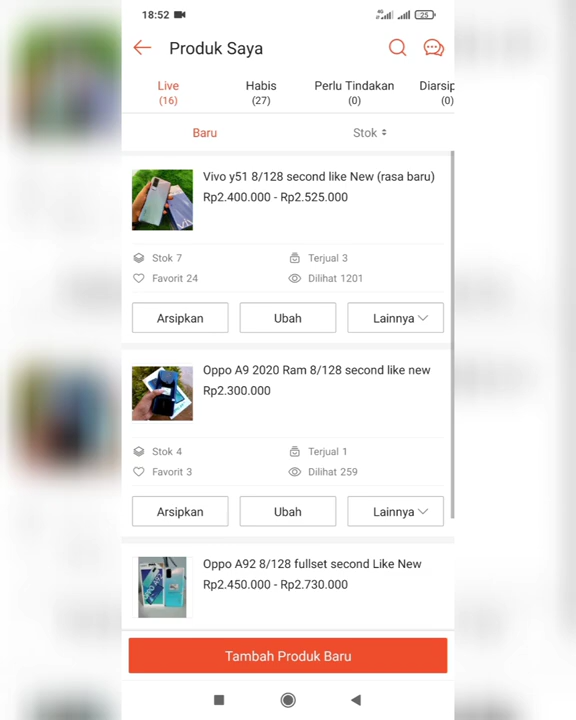 18:52
4G
25
Produk Saya
Live
(16)
Habis
(27)
Perlu Tindakan
(0)
Diarsip
(0)
Baru
Stok
Vivo y51 8/128 second like New (rasa baru)
Rp2.400.000 - Rp2.525.000
Stok 7
Terjual 3
Favorit 24
Dilihat 1201
Arsipkan
Ubah
Lainnya
Oppo A9 2020 Ram 8/128 second like new
Rp2.300.000
Stok 4
Terjual 1
Favorit 3
Dilihat 259
Arsipkan
Ubah
Lainnya
Oppo A92 8/128 fullset second Like New
Rp2.450.000 - Rp2.730.000
Tambah Produk Baru